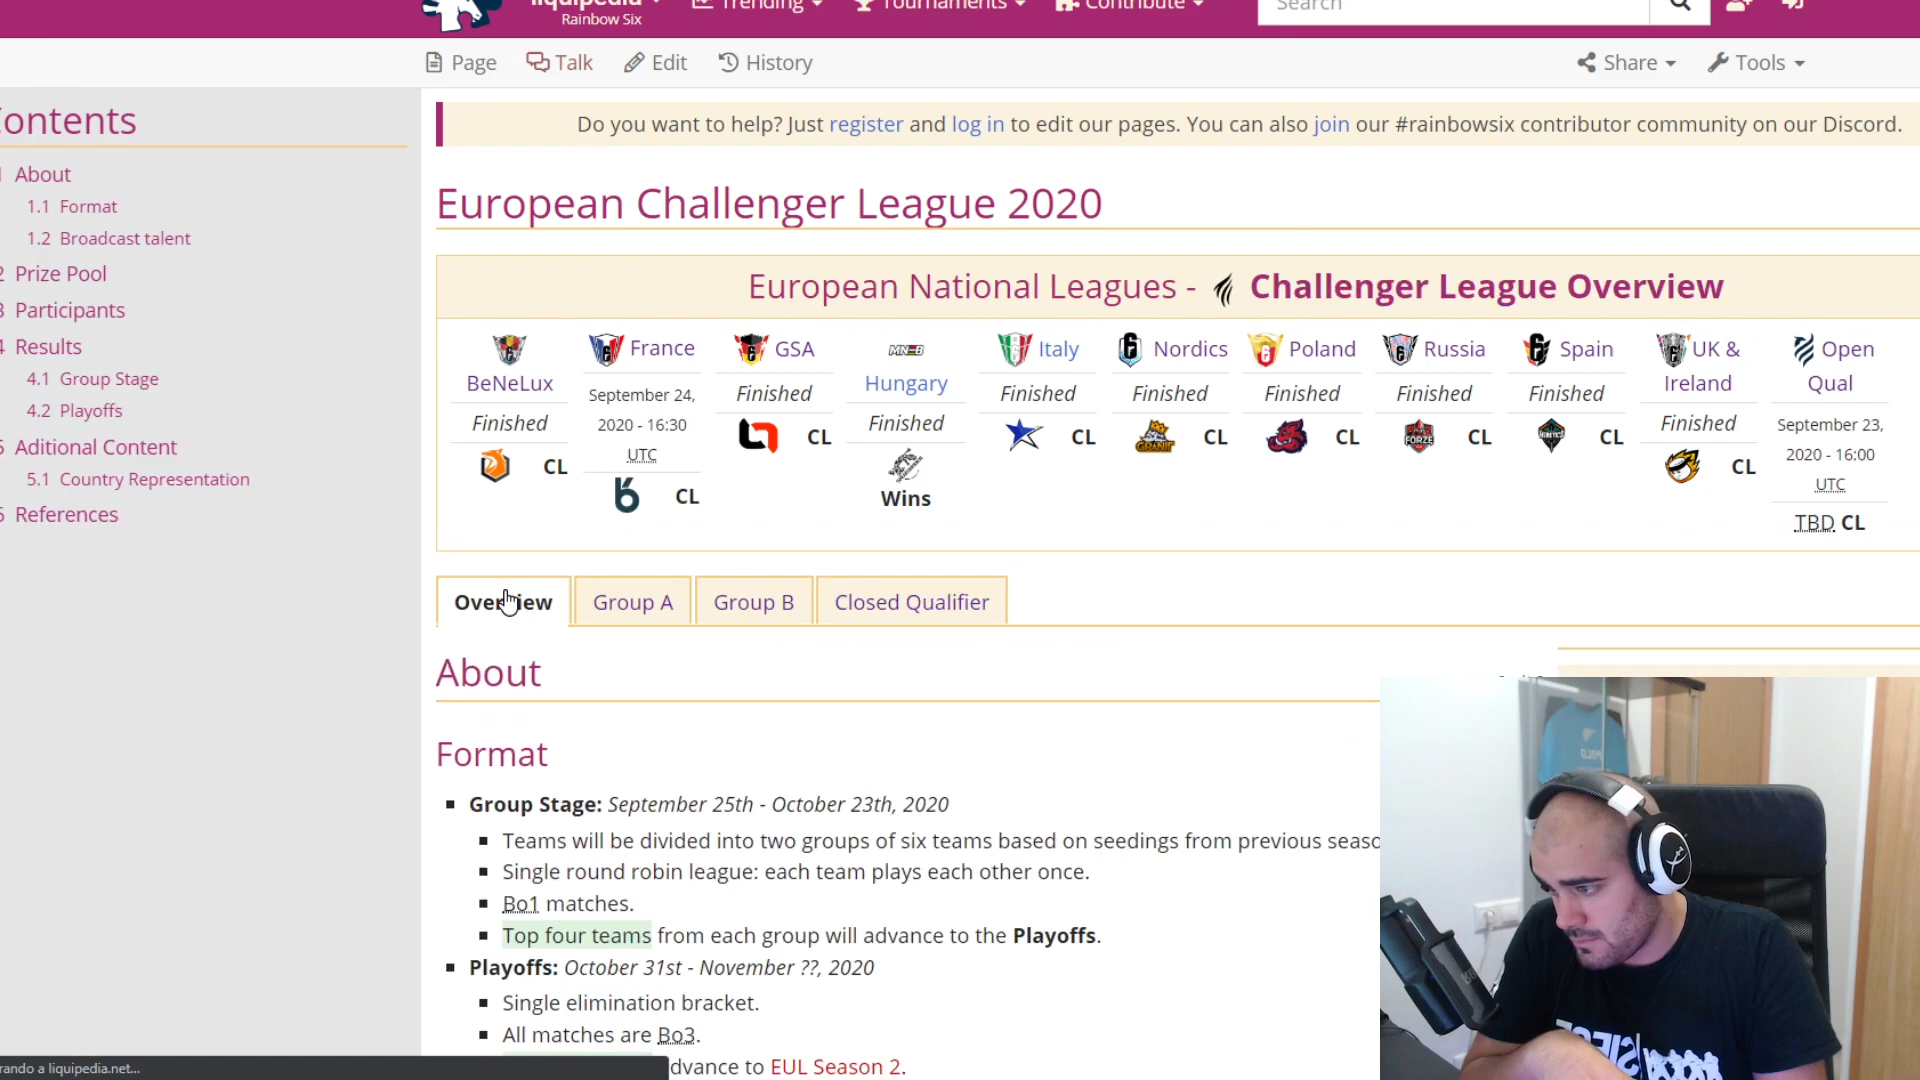 liquipedia
Rainbow Six
Trending
Tournaments
Contribute
Search
Page
Talk
Edit
History
Share
Tools
Do you want to help? Just register and log in to edit our pages. You can also join our #rainbowsix contributor community on our Discord.
Contents
About
1.1 Format
1.2 Broadcast talent
2 Prize Pool
3 Participants
4 Results
4.1 Group Stage
4.2 Playoffs
5 Aditional Content
5.1 Country Representation
6 References
European Challenger League 2020
European National Leagues - Challenger League Overview
BeNeLux
Finished
CL
France
September 24,
2020 - 16:30
UTC
CL
GSA
Finished
CL
MNEB
Hungary
Finished
Wins
Italy
Finished
CL
Nordics
Finished
CL
Poland
Finished
CL
Russia
Finished
CL
Spain
Finished
CL
UK &
Ireland
Finished
CL
Open
Qual
September 23,
2020 - 16:00
UTC
TBD CL
Overview
Group A
Group B
Closed Qualifier
About
Format
Group Stage: September 25th - October 23th, 2020
Teams will be divided into two groups of six teams based on seedings from previous seaso
Single round robin league: each team plays each other once.
Bo1 matches.
Top four teams from each group will advance to the Playoffs.
Playoffs: October 31st - November ??, 2020
Single elimination bracket.
All matches are Bo3.
dvance to EUL Season 2.
rando a liquipedia.net...
SIEGE